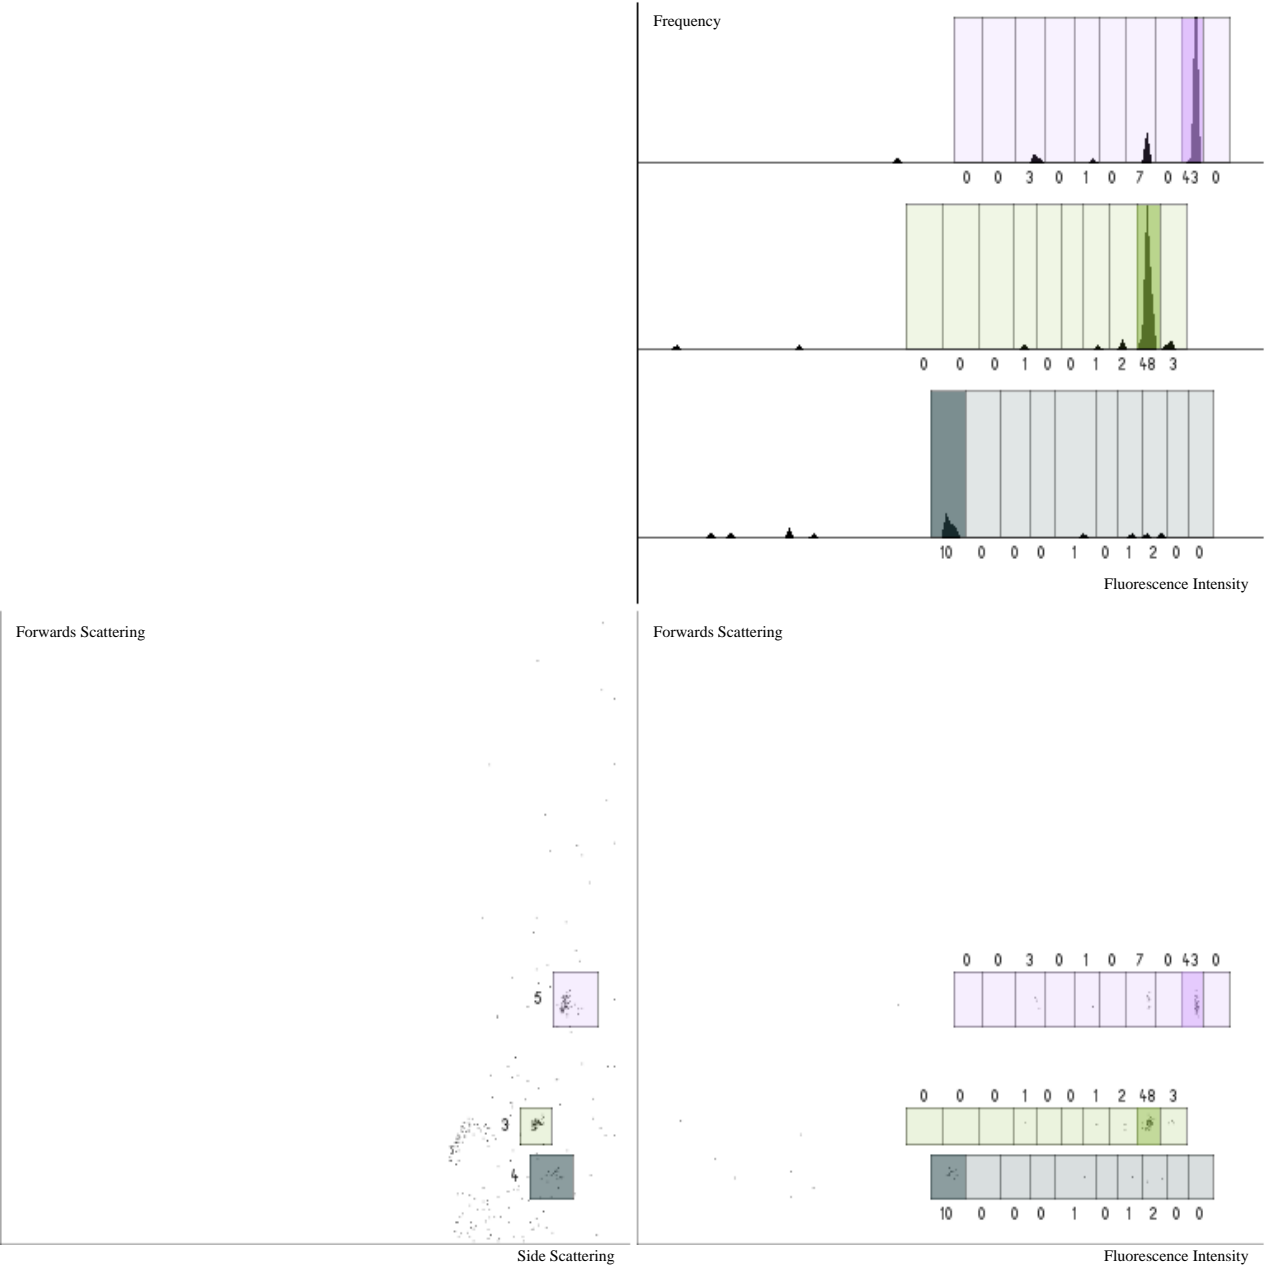 Frequency
0 0 3 0 1 0 7 0 43 0
0 0 0 1 0 0 1 2 48 3
10 0 0 0 1 0 1 2 0 0
Fluorescence Intensity
Forwards Scattering
5
3
4
Side Scattering
Forwards Scattering
0 0 3 0 1 0 7 0 43 0
0 0 0 1 0 0 1 2 48 3
10 0 0 0 1 0 1 2 0 0
Fluorescence Intensity